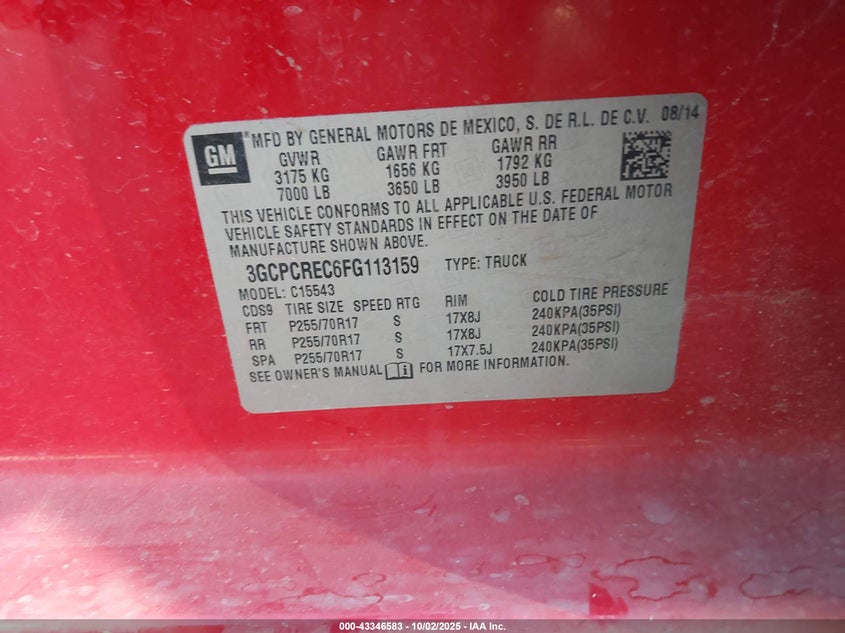 GM ® MFD BY GENERAL MOTORS DE MEXICO, S. DE R.L. DE C.V. 08/14
GVWR GAWR FRT GAWR RR
3175 KG 1656 KG 1792 KG
7000 LB 3650 LB 3950 LB
THIS VEHICLE CONFORMS TO ALL APPLICABLE U.S. FEDERAL MOTOR
VEHICLE SAFETY STANDARDS IN EFFECT ON THE DATE OF
MANUFACTURE SHOWN ABOVE.
3GCPCREC6FG113159 TYPE: TRUCK
MODEL: C15543
CDS9 TIRE SIZE SPEED RTG RIM COLD TIRE PRESSURE
FRT P255/70R17 S 17X8J 240KPA(35PSI)
RR P255/70R17 S 17X8J 240KPA(35PSI)
SPA P255/70R17 S 17X7.5J 240KPA(35PSI)
SEE OWNER'S MANUAL FOR MORE INFORMATION.
000-43346583 - 10/02/2025 - IAA Inc.